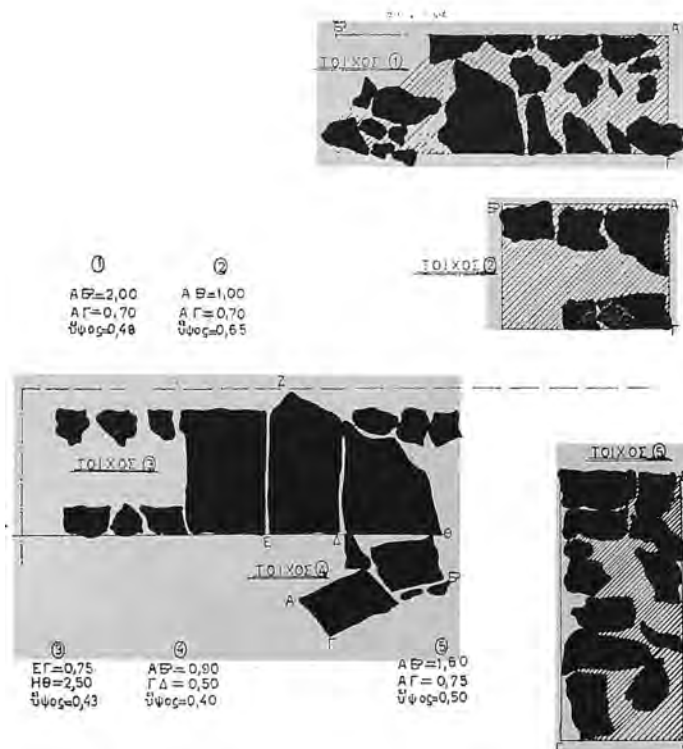 Β Α
ΤΟΙΧΟΣ ①
Γ
Β Α
ΤΟΙΧΟΣ ②
Γ
① ②
ΑΒ=2,00 ΑΒ=1,00
ΑΓ=0,70 ΑΓ=0,70
ὕψος=0,48 ὕψος=0,65
Ζ
ΤΟΙΧΟΣ ③
Ε Δ Θ
ΤΟΙΧΟΣ ④
Β
Α
Γ
ΤΟΙΧΟΣ ⑤
③ ④ ⑤
ΕΓ=0,75 ΑΒ=0,90 ΑΒ=1,80
ΗΘ=2,50 ΓΔ=0,50 ΑΓ=0,75
ὕψος=0,43 ὕψος=0,40 ὕψος=0,50